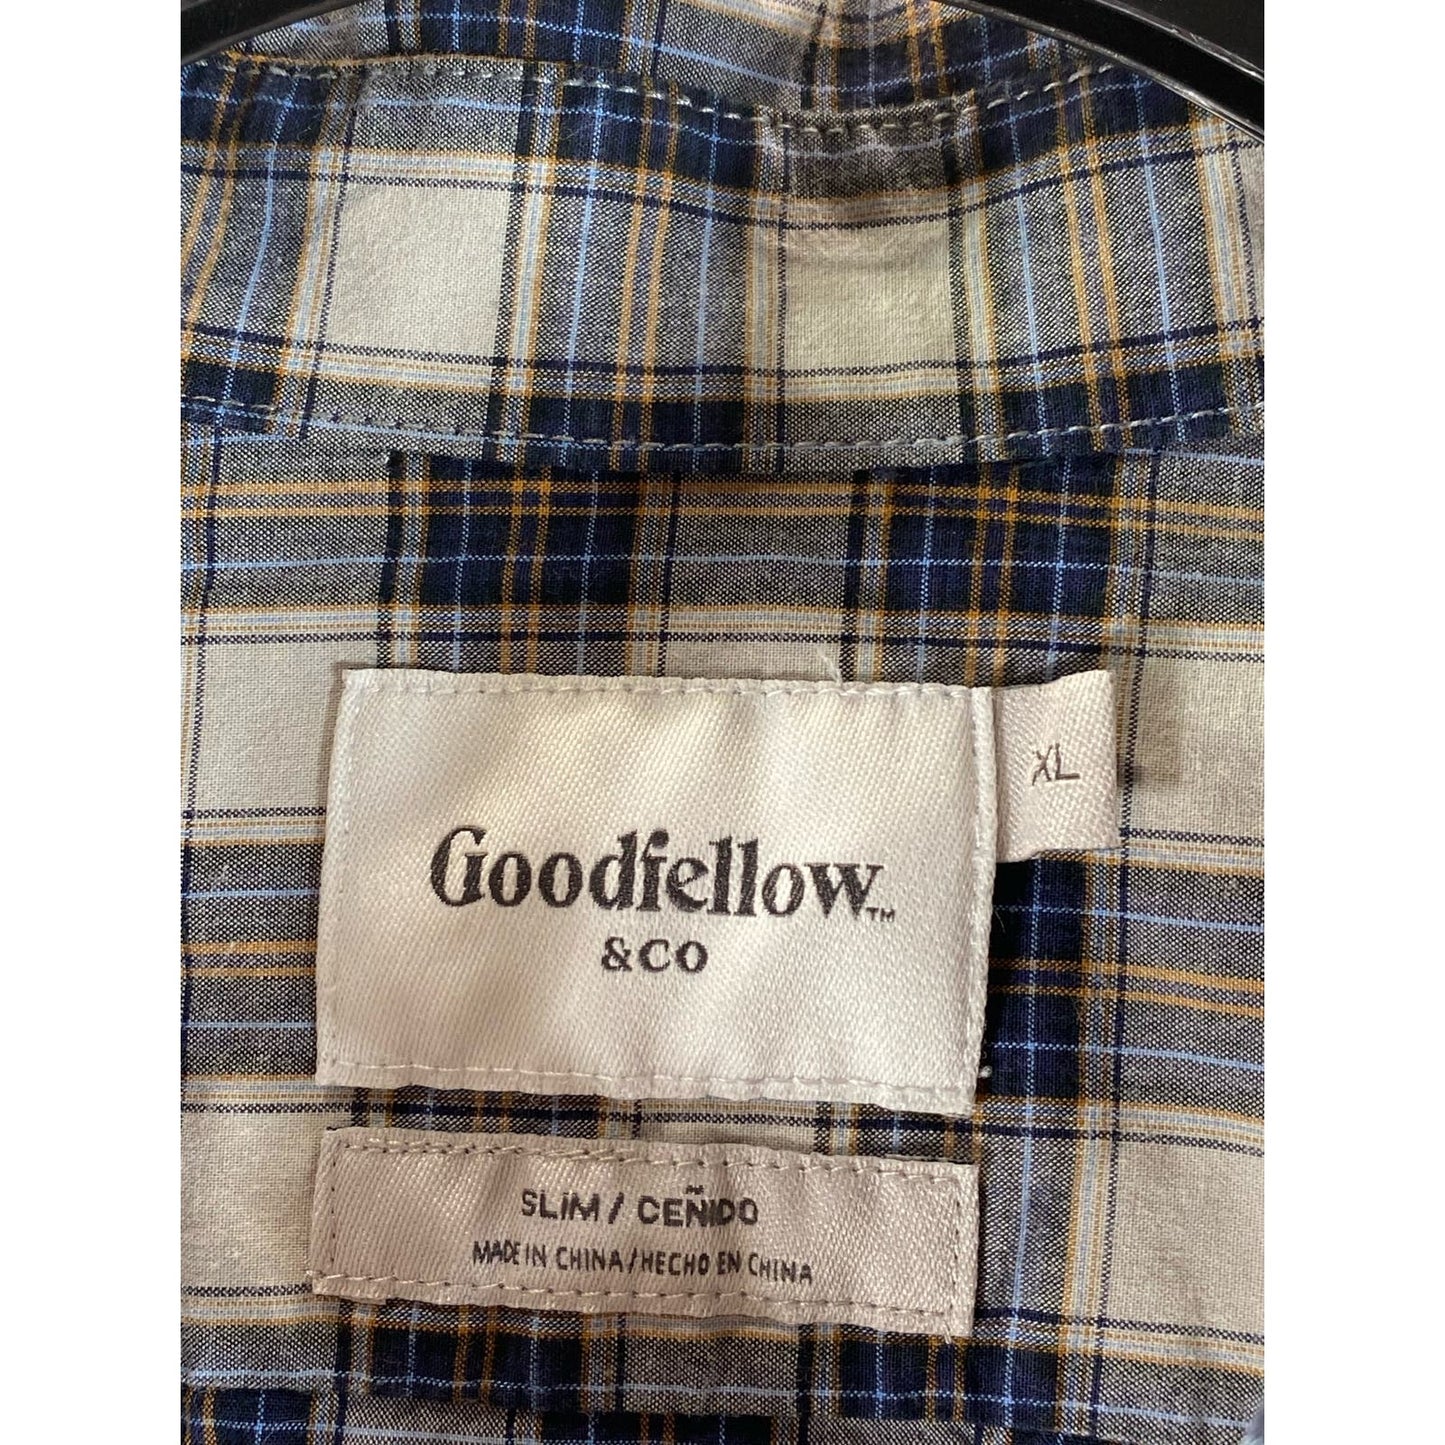 XL
Goodfellow™
& CO
SLIM / CEÑIDO
MADE IN CHINA / HECHO EN CHINA